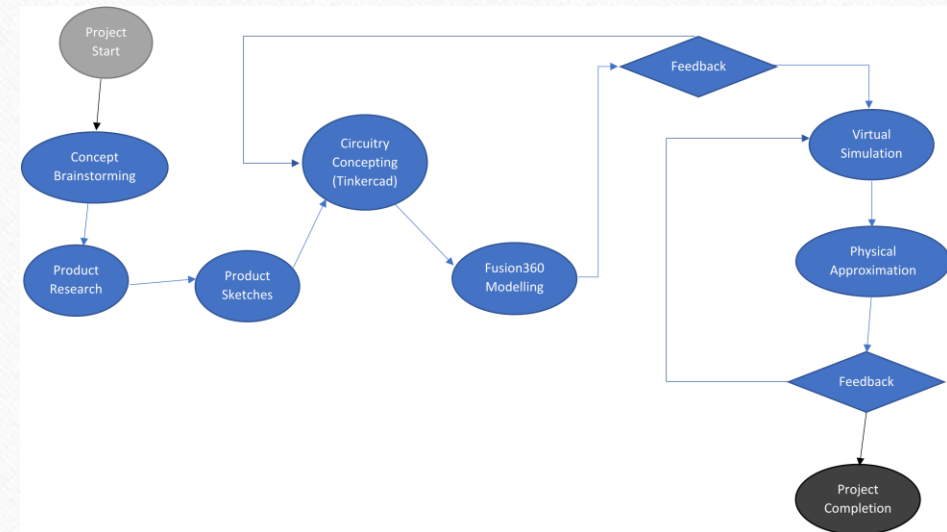 Project
Start
Concept
Brainstorming
Product
Research
Product
Sketches
Circuitry
Concepting
(Tinkercad)
Fusion360
Modelling
Feedback
Virtual
Simulation
Physical
Approximation
Feedback
Project
Completion